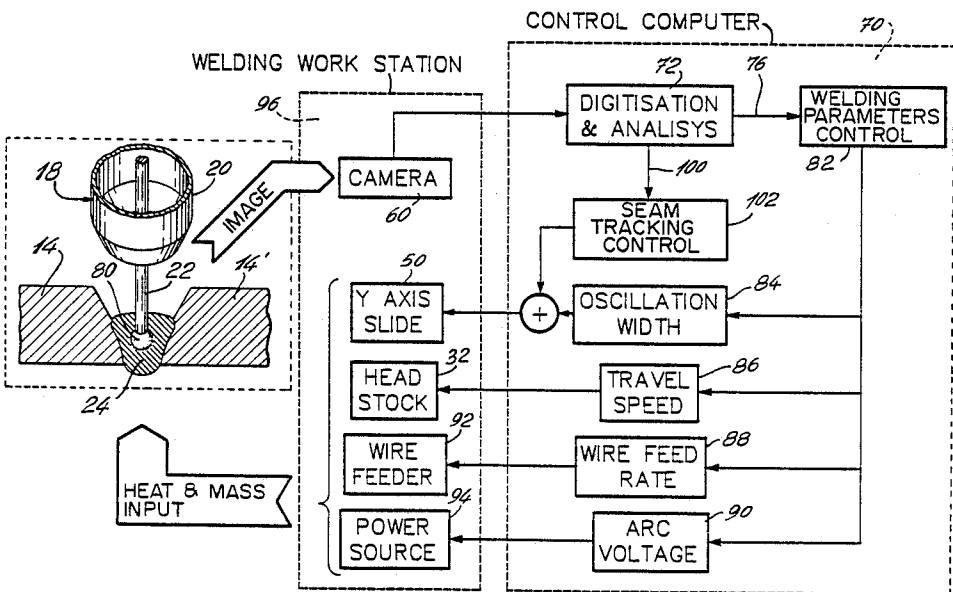 CONTROL COMPUTER
70
WELDING WORK STATION
96
72
76
DIGITISATION
& ANALISYS
WELDING
PARAMETERS
CONTROL
82
18
20
IMAGE
CAMERA
60
100
SEAM
TRACKING
CONTROL
102
14
80
22
14'
24
50
Y AXIS
SLIDE
+
OSCILLATION
WIDTH
84
32
HEAD
STOCK
TRAVEL
SPEED
86
92
WIRE
FEEDER
WIRE FEED
RATE
88
HEAT & MASS
INPUT
94
POWER
SOURCE
ARC
VOLTAGE
90